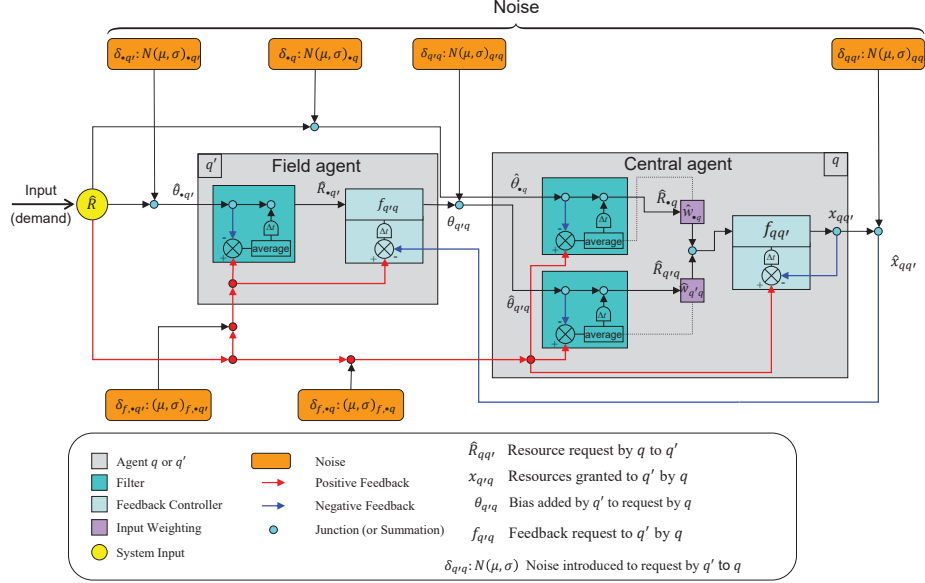 Noise
δ•q′: N(μ, σ)•q′
δ•q: N(μ, σ)•q
δq′q: N(μ, σ)q′q
δqq′: N(μ, σ)qq
q′
Field agent
Central agent
q
Input
(demand)
R̂
θ̂•q′
R̂•q′
fq′q
θq′q
θ̂•q
R̂•q
ŵ•q
fqq′
xqq′
x̂qq′
Δt
average
-
+
Δt
-
+
Δt
average
-
+
R̂q′q
ŵq′q
θ̂q′q
Δt
average
-
+
Δt
-
+
δf,•q′: (μ, σ)f,•q′
δf,•q: (μ, σ)f,•q
Agent q or q′
Filter
Feedback Controller
Input Weighting
System Input
Noise
Positive Feedback
Negative Feedback
Junction (or Summation)
R̂qq′ Resource request by q to q′
xq′q Resources granted to q′ by q
θq′q Bias added by q′ to request by q
fq′q Feedback request to q′ by q
δq′q: N(μ, σ) Noise introduced to request by q′ to q